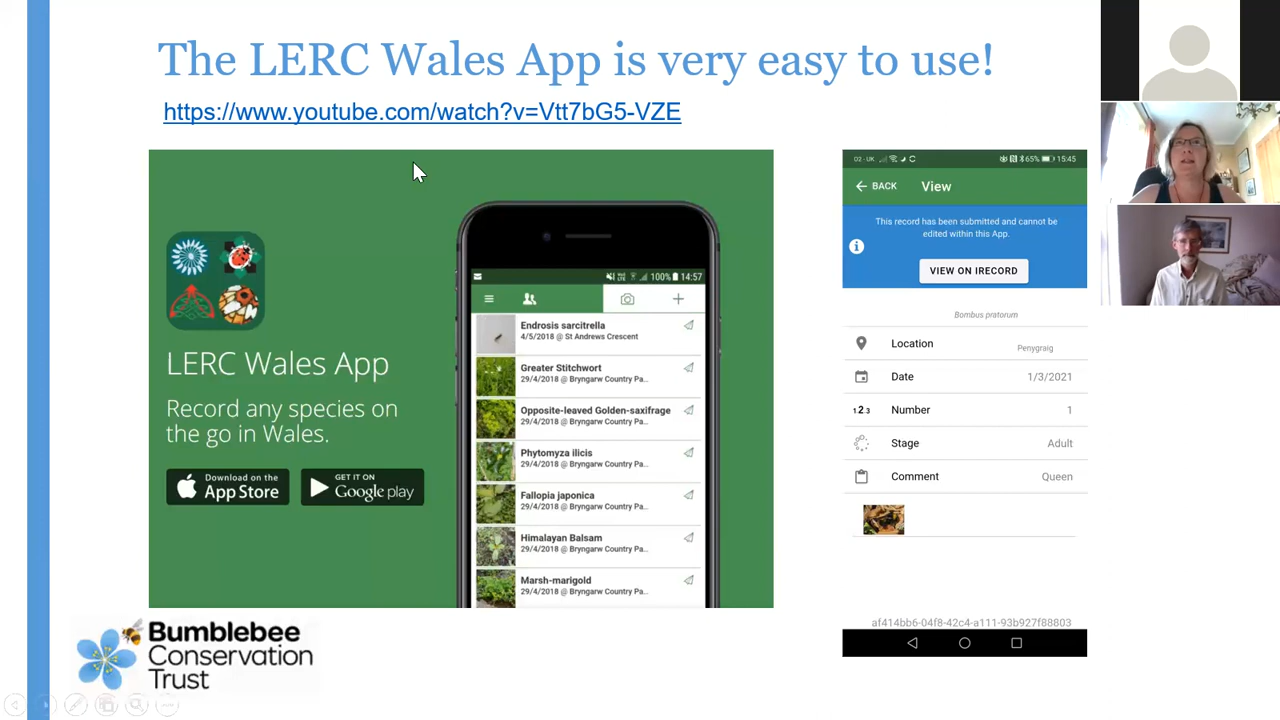 The LERC Wales App is very easy to use!
https://www.youtube.com/watch?v=Vtt7bG5-VZE
LERC Wales App
Record any species on
the go in Wales.
Download on the
App Store
GET IT ON
Google play
100% 14:57
Endrosis sarcitrella
4/5/2018 @ St Andrews Crescent
Greater Stitchwort
29/4/2018 @ Bryngarw Country Pa...
Opposite-leaved Golden-saxifrage
29/4/2018 @ Bryngarw Country Pa...
Phytomyza ilicis
29/4/2018 @ Bryngarw Country Pa...
Fallopia japonica
29/4/2018 @ Bryngarw Country Pa...
Himalayan Balsam
29/4/2018 @ Bryngarw Country Pa...
Marsh-marigold
29/4/2018 @ Bryngarw Country Pa...
O2 - UK 65% 15:45
BACK View
This record has been submitted and cannot be
edited within this App.
VIEW ON IRECORD
Bombus pratorum
Location Penygraig
Date 1/3/2021
1 2 3 Number 1
Stage Adult
Comment Queen
af414bb6-04f8-42c4-a111-93b927f88803
Bumblebee
Conservation
Trust